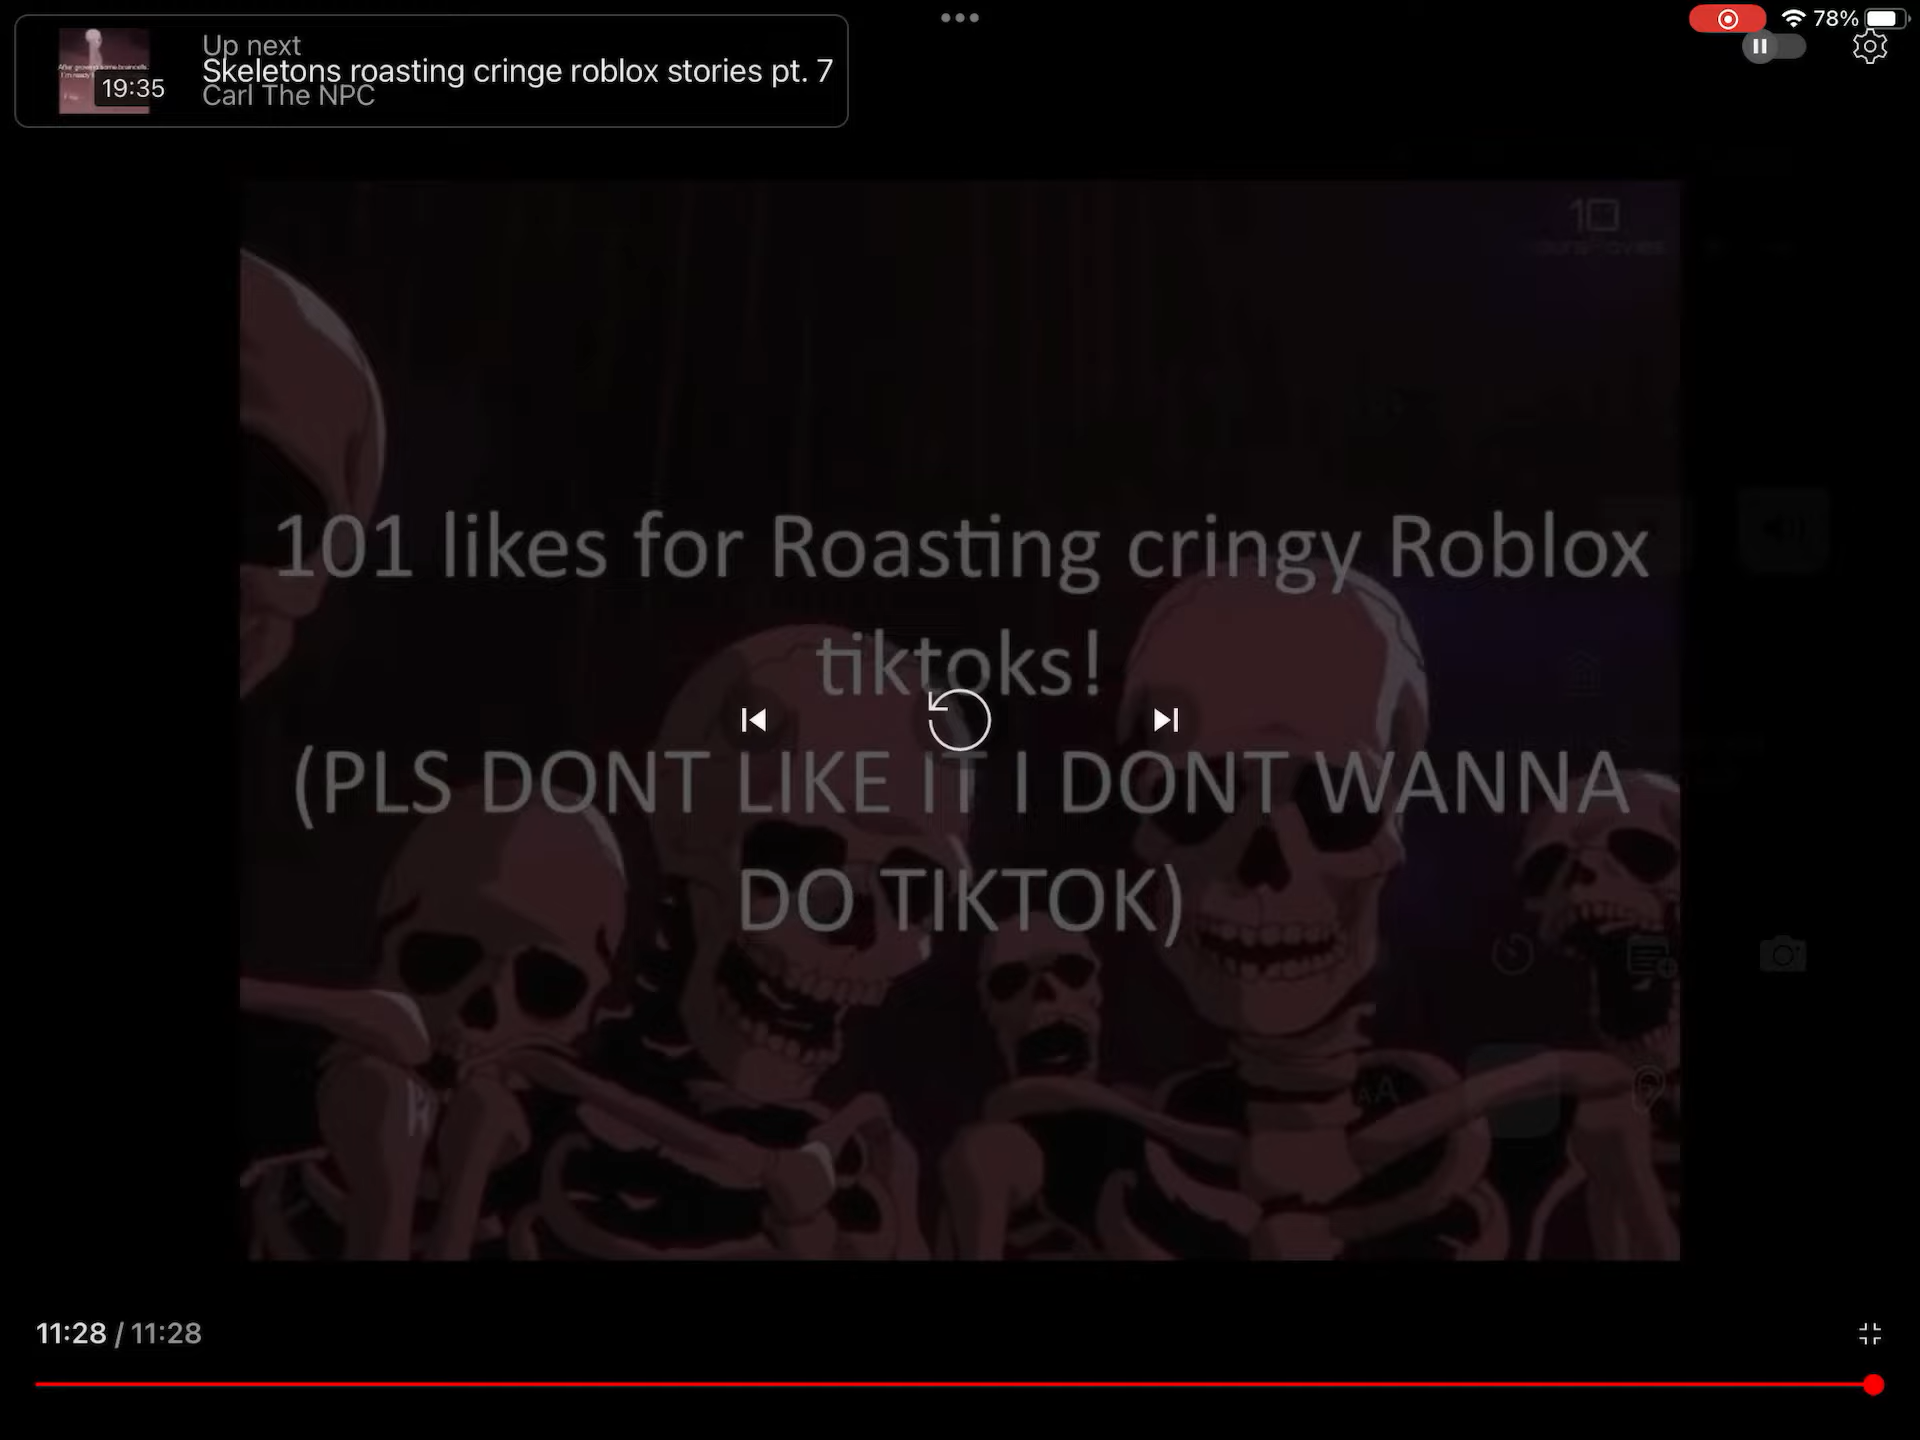 78%
Up next
Skeletons roasting cringe roblox stories pt. 7
19:35
Carl The NPC
101 likes for Roasting cringy Roblox
tiktoks!
(PLS DONT LIKE IT I DONT WANNA
DO TIKTOK)
AA
11:28 / 11:28